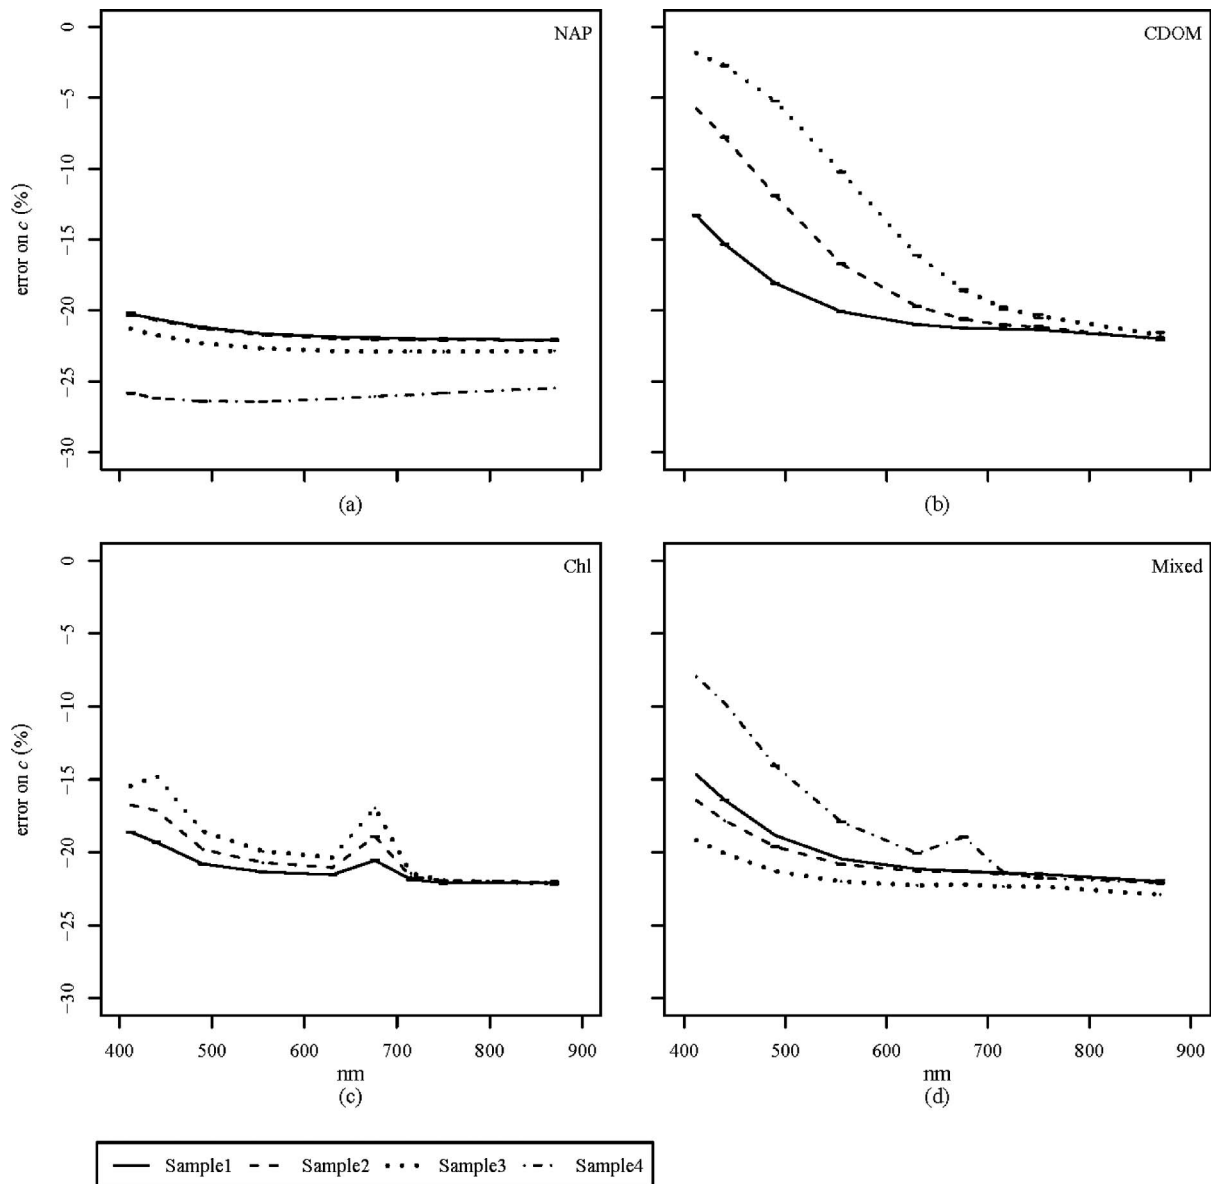 NAP
CDOM
error on c (%)
0
−5
−10
−15
−20
−25
−30
(a)
(b)
Chl
Mixed
error on c (%)
0
−5
−10
−15
−20
−25
−30
400 500 600 700 800 900
400 500 600 700 800 900
nm
nm
(c)
(d)
Sample1 Sample2 Sample3 Sample4